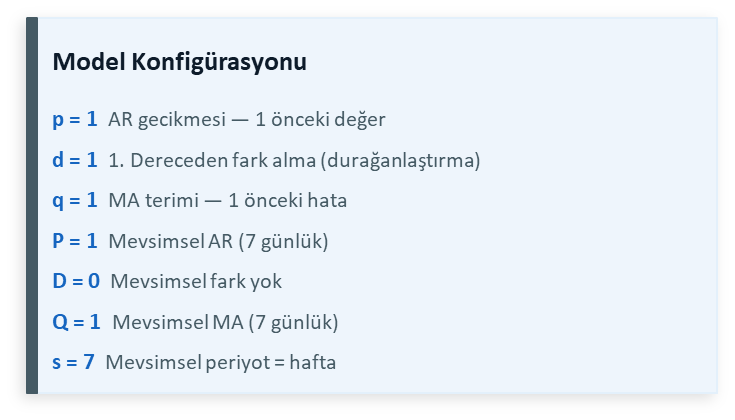 Model Konfigürasyonu
p = 1 AR gecikmesi — 1 önceki değer
d = 1 1. Dereceden fark alma (durağanlaştırma)
q = 1 MA terimi — 1 önceki hata
P = 1 Mevsimsel AR (7 günlük)
D = 0 Mevsimsel fark yok
Q = 1 Mevsimsel MA (7 günlük)
s = 7 Mevsimsel periyot = hafta